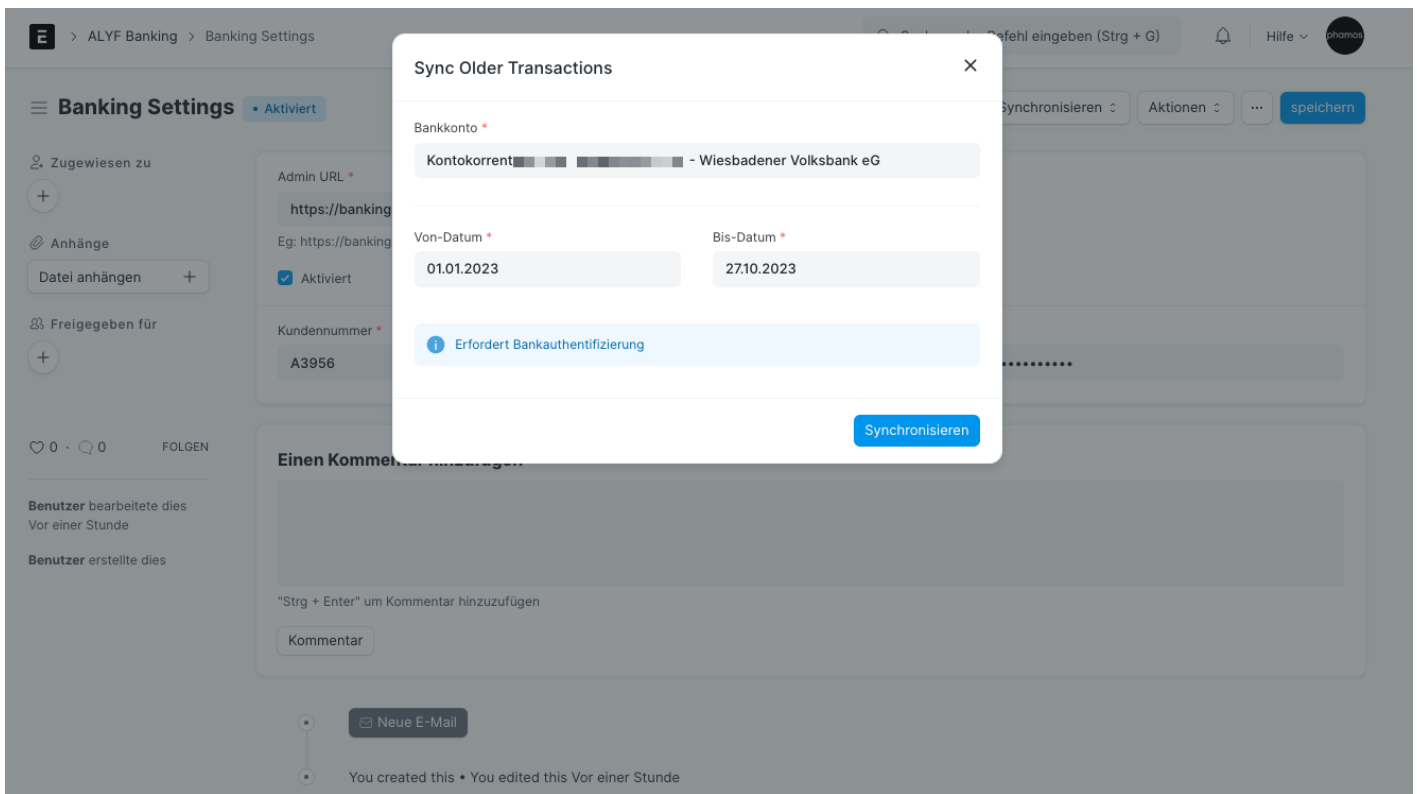 E > ALYF Banking > Banking Settings
efehl eingeben (Strg + G)
Hilfe
phamos
Banking Settings • Aktiviert
Synchronisieren
Aktionen
···
speichern
Sync Older Transactions
Bankkonto *
Kontokorrent - Wiesbadener Volksbank eG
Von-Datum *
01.01.2023
Bis-Datum *
27.10.2023
Erfordert Bankauthentifizierung
Synchronisieren
Zugewiesen zu
Anhänge
Datei anhängen +
Freigegeben für
0 · 0 FOLGEN
Benutzer bearbeitete dies
Vor einer Stunde
Benutzer erstellte dies
Admin URL *
https://banking
Eg: https://banking
Aktiviert
Kundennummer *
A3956
••••••••••
Einen Kommentar hinzufügen
"Strg + Enter" um Kommentar hinzuzufügen
Kommentar
Neue E-Mail
You created this • You edited this Vor einer Stunde